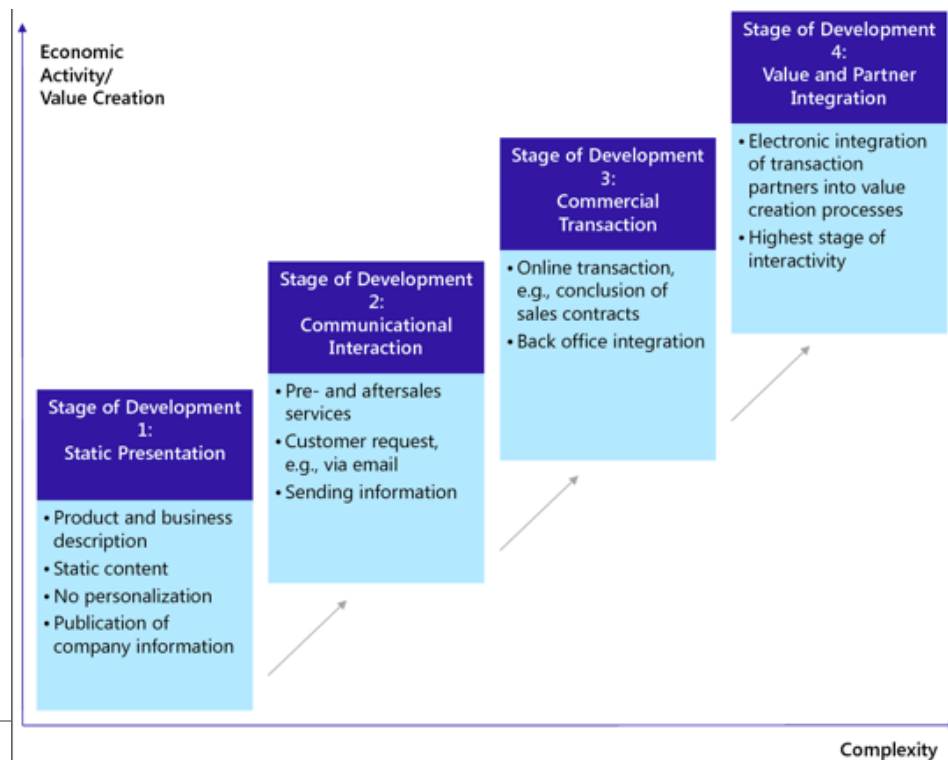 Economic
Activity/
Value Creation
Stage of Development
1:
Static Presentation
• Product and business
description
• Static content
• No personalization
• Publication of
company information
Stage of Development
2:
Communicational
Interaction
• Pre- and aftersales
services
• Customer request,
e.g., via email
• Sending information
Stage of Development
3:
Commercial
Transaction
• Online transaction,
e.g., conclusion of
sales contracts
• Back office integration
Stage of Development
4:
Value and Partner
Integration
• Electronic integration
of transaction
partners into value
creation processes
• Highest stage of
interactivity
Complexity